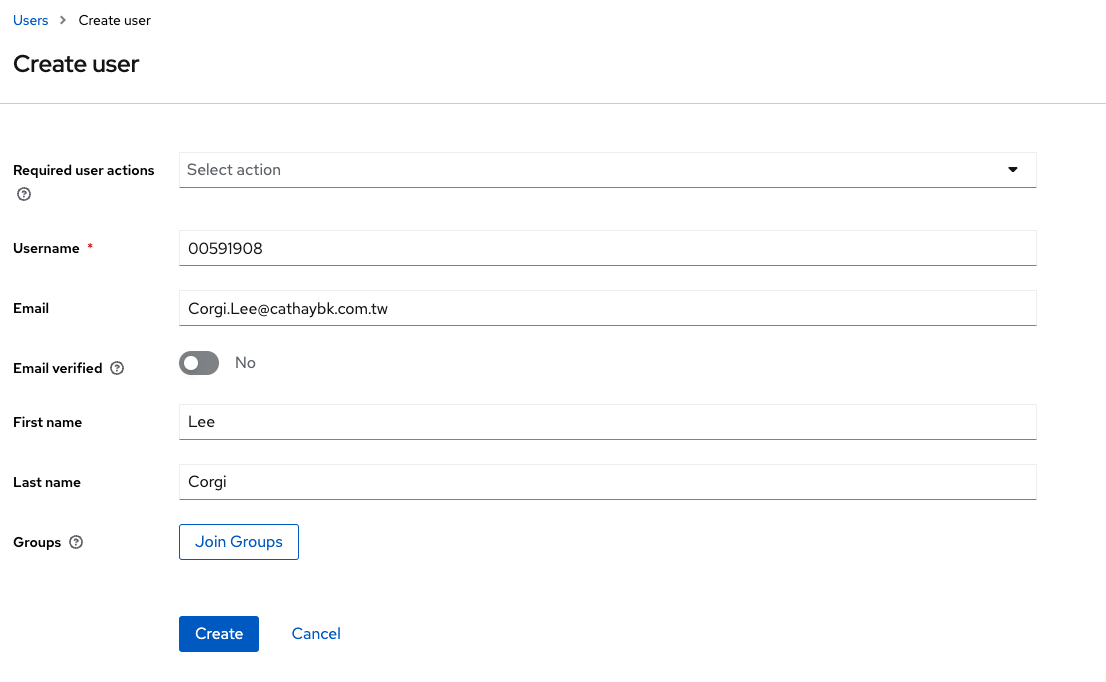 Users > Create user
Create user
Required user actions
Select action
Username *
00591908
Email
Corgi.Lee@cathaybk.com.tw
Email verified
No
First name
Lee
Last name
Corgi
Groups
Join Groups
Create Cancel